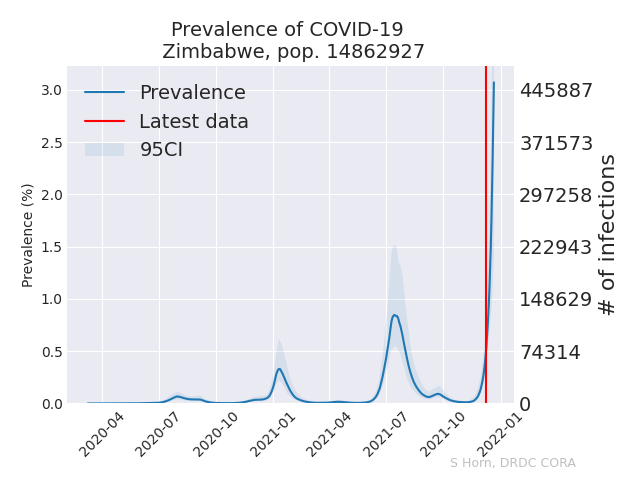 Prevalence of COVID-19
Zimbabwe, pop. 14862927
Prevalence (%)
3.0
2.5
2.0
1.5
1.0
0.5
0.0
Prevalence
Latest data
95CI
445887
371573
297258
222943
148629
74314
0
# of infections
2020-04
2020-07
2020-10
2021-01
2021-04
2021-07
2021-10
2022-01
S Horn, DRDC CORA